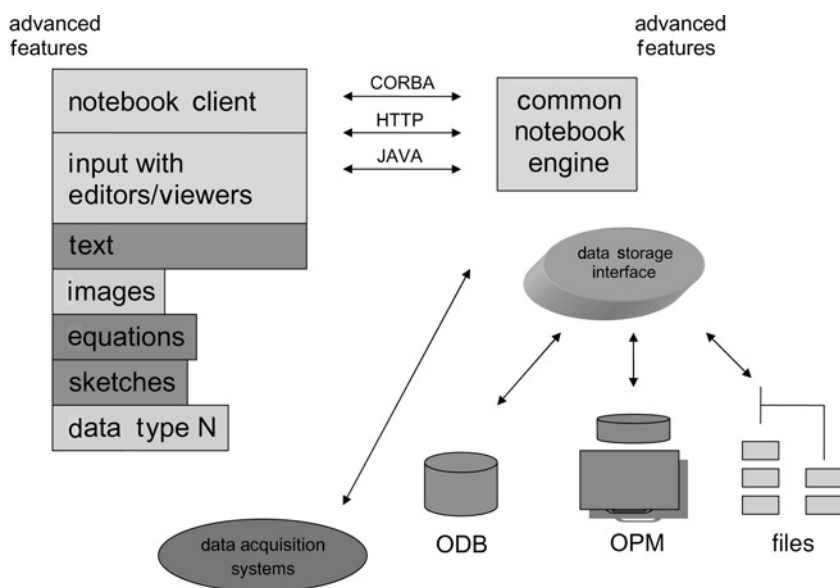 advanced
features
advanced
features
notebook client
input with
editors/viewers
text
images
equations
sketches
data type N
CORBA
HTTP
JAVA
common
notebook
engine
data storage
interface
data acquisition
systems
ODB
OPM
files